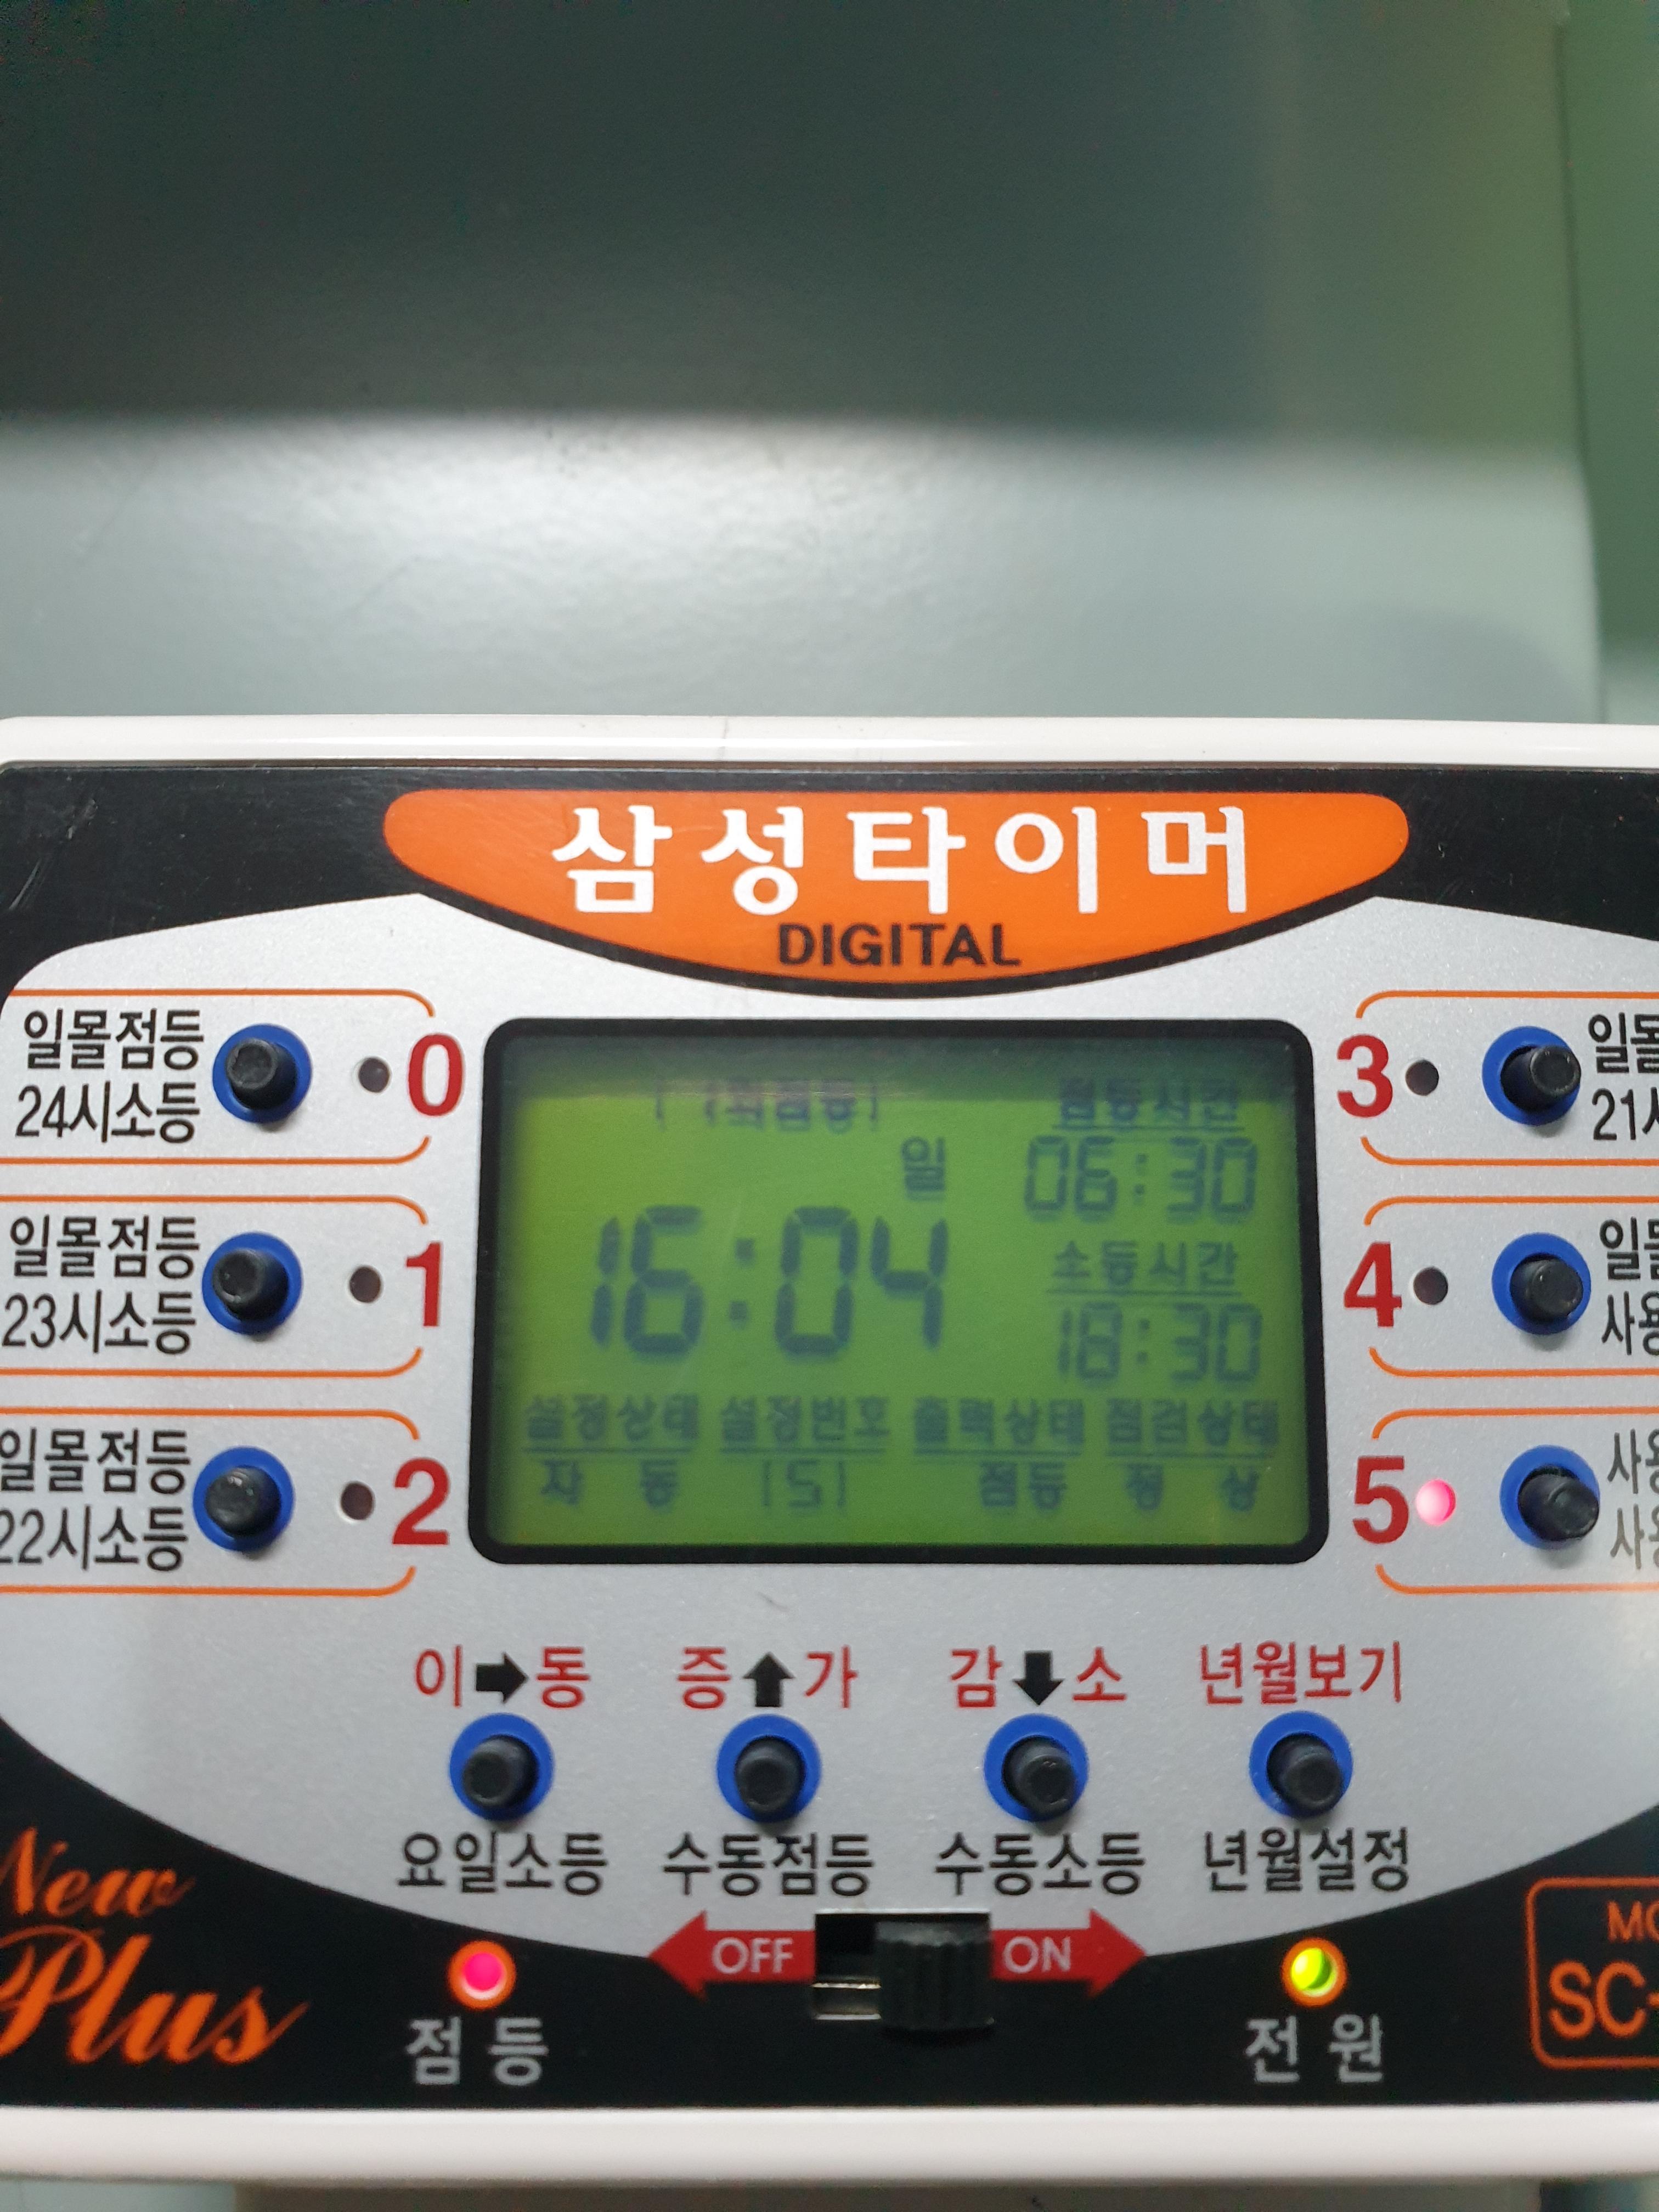 삼성타이머
DIGITAL
일몰점등
24시소등
0
일몰점등
23시소등
1
일몰점등
22시소등
2
점등시간
일
06:30
16:04
소등시간
18:30
설정상태 설정번호 출력상태 점검상태
자 동 (5) 점등 정 상
3
4
5
이 동
증 가
감 소
년월보기
요일소등
수동점등
수동소등
년월설정
OFF
ON
점 등
전 원
New
Plus